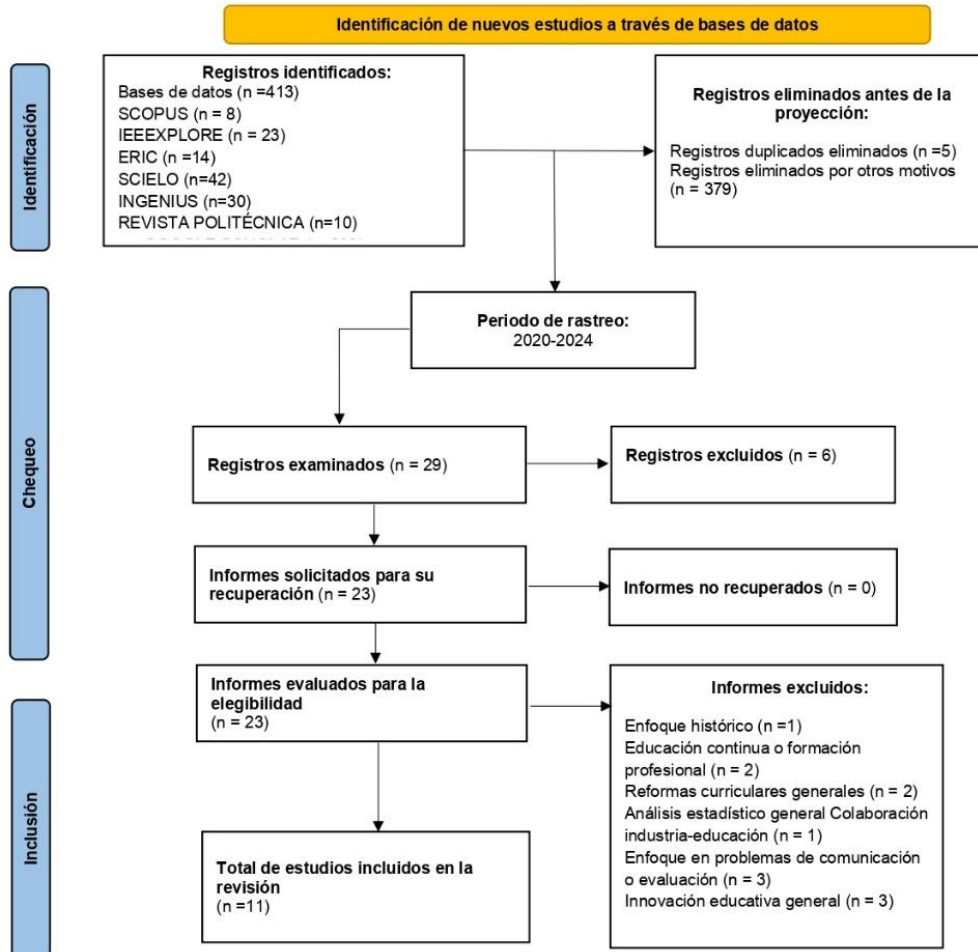 Identificación de nuevos estudios a través de bases de datos
Identificación
Registros identificados:
Bases de datos (n =413)
SCOPUS (n = 8)
IEEEXPLORE (n = 23)
ERIC (n =14)
SCIELO (n=42)
INGENIUS (n=30)
REVISTA POLITÉCNICA (n=10)
Registros eliminados antes de la
proyección:
Registros duplicados eliminados (n =5)
Registros eliminados por otros motivos
(n = 379)
Chequeo
Periodo de rastreo:
2020-2024
Registros examinados (n = 29)
Registros excluidos (n = 6)
Informes solicitados para su
recuperación (n = 23)
Informes no recuperados (n = 0)
Informes evaluados para la
elegibilidad
(n = 23)
Informes excluidos:
Enfoque histórico (n =1)
Educación continua o formación
profesional (n = 2)
Reformas curriculares generales (n = 2)
Análisis estadístico general Colaboración
industria-educación (n = 1)
Enfoque en problemas de comunicación
o evaluación (n = 3)
Innovación educativa general (n = 3)
Inclusión
Total de estudios incluidos en la
revisión
(n =11)